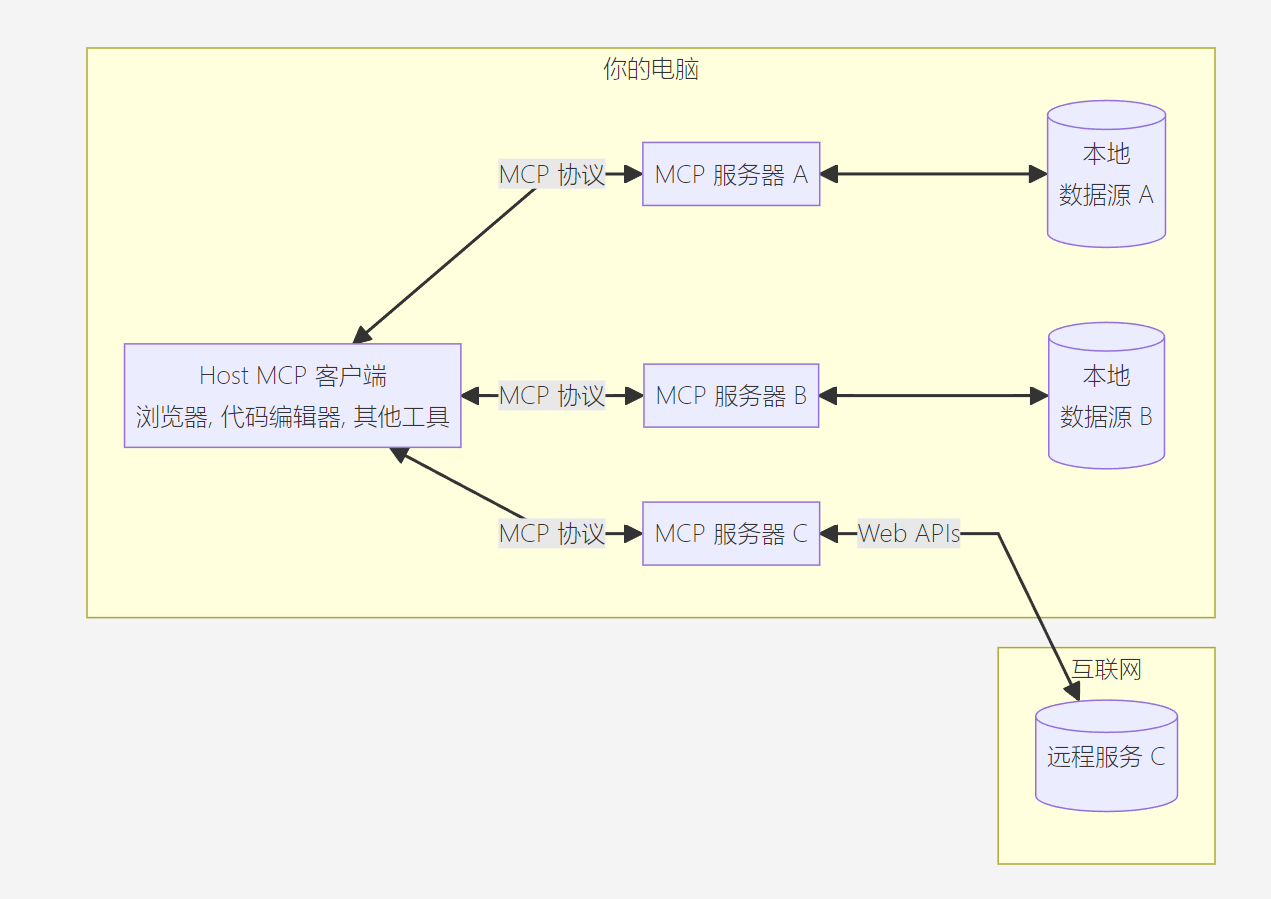 你的电脑
MCP 协议
MCP 服务器 A
本地
数据源 A
Host MCP 客户端
浏览器, 代码编辑器, 其他工具
MCP 协议
MCP 服务器 B
本地
数据源 B
MCP 协议
MCP 服务器 C
Web APIs
互联网
远程服务 C